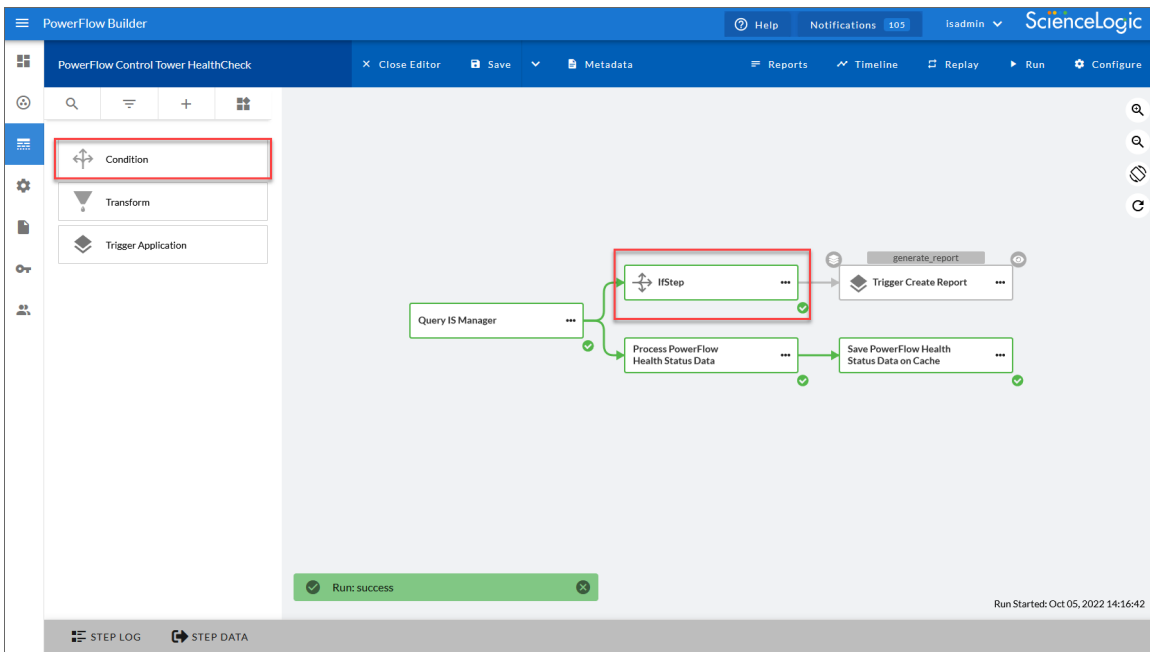 PowerFlow Builder
Help
Notifications 105
isadmin
ScienceLogic
PowerFlow Control Tower HealthCheck
Close Editor
Save
Metadata
Reports
Timeline
Replay
Run
Configure
Condition
Transform
Trigger Application
generate_report
IfStep
Trigger Create Report
Query IS Manager
Process PowerFlow
Health Status Data
Save PowerFlow Health
Status Data on Cache
Run: success
Run Started: Oct 05, 2022 14:16:42
STEP LOG
STEP DATA